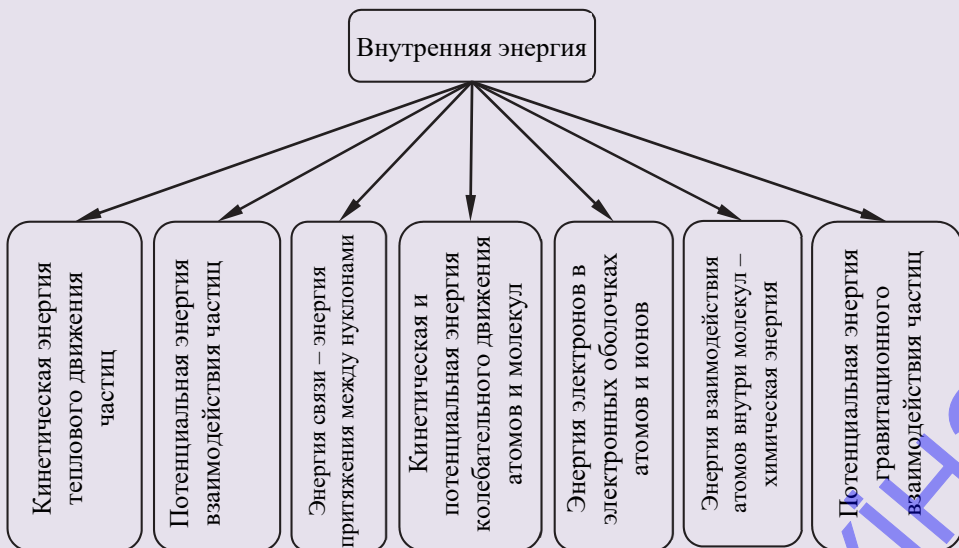 Внутренняя энергия
Кинетическая энергия
теплового движения
частиц
Потенциальная энергия
взаимодействия частиц
Энергия связи – энергия
притяжения между нуклонами
Кинетическая и
потенциальная энергия
колебательного движения
атомов и молекул
Энергия электронов в
электронных оболочках
атомов и ионов
Энергия взаимодействия
атомов внутри молекул –
химическая энергия
Потенциальная энергия
гравитационного
взаимодействия частиц